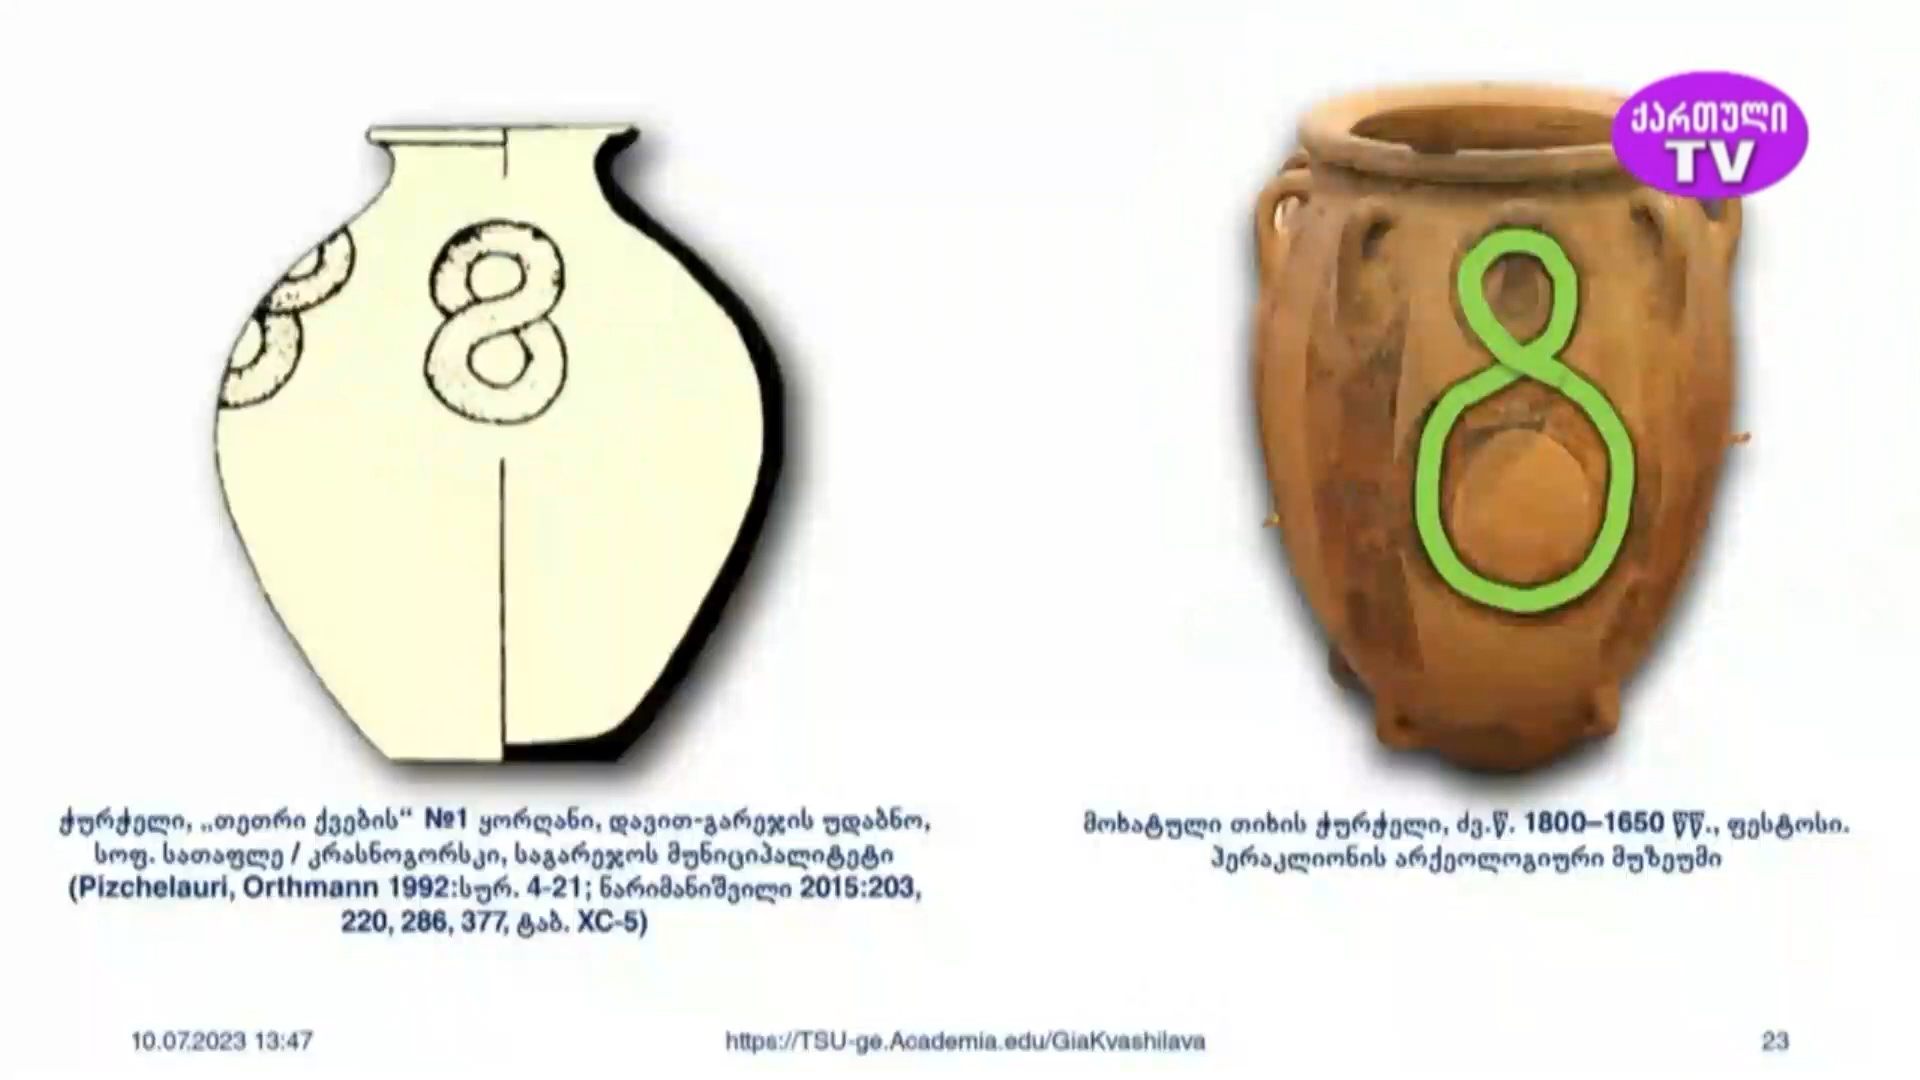 ქართული
TV
ჭურჭელი, „თეთრი ქვების“ №1 ყორღანი, დავით-გარეჯის უდაბნო,
სოფ. სათაფლე / კრასნოგორსკი, საგარეჯოს მუნიციპალიტეტი
(Pizchelauri, Orthmann 1992:სურ. 4-21; ნარიმანიშვილი 2015:203,
220, 286, 377, ტაბ. XC-5)
მოხატული თიხის ჭურჭელი, ძვ.წ. 1800–1650 წწ., ფესტოსი.
ჰერაკლიონის არქეოლოგიური მუზეუმი
10.07.2023 13:47
https://TSU-ge.Academia.edu/GiaKvashilava
23